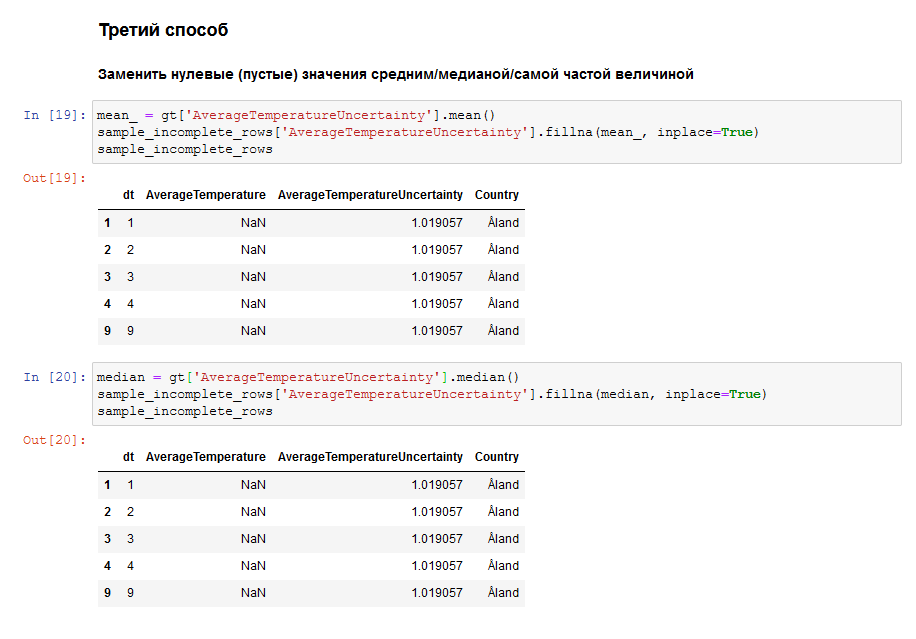 Третий способ
Заменить нулевые (пустые) значения средним/медианой/самой частой величиной
In [19]: mean_ = gt['AverageTemperatureUncertainty'].mean()
sample_incomplete_rows['AverageTemperatureUncertainty'].fillna(mean_, inplace=True)
sample_incomplete_rows
Out[19]:
dt AverageTemperature AverageTemperatureUncertainty Country
1 1 NaN 1.019057 Åland
2 2 NaN 1.019057 Åland
3 3 NaN 1.019057 Åland
4 4 NaN 1.019057 Åland
9 9 NaN 1.019057 Åland
In [20]: median = gt['AverageTemperatureUncertainty'].median()
sample_incomplete_rows['AverageTemperatureUncertainty'].fillna(median, inplace=True)
sample_incomplete_rows
Out[20]:
dt AverageTemperature AverageTemperatureUncertainty Country
1 1 NaN 1.019057 Åland
2 2 NaN 1.019057 Åland
3 3 NaN 1.019057 Åland
4 4 NaN 1.019057 Åland
9 9 NaN 1.019057 Åland